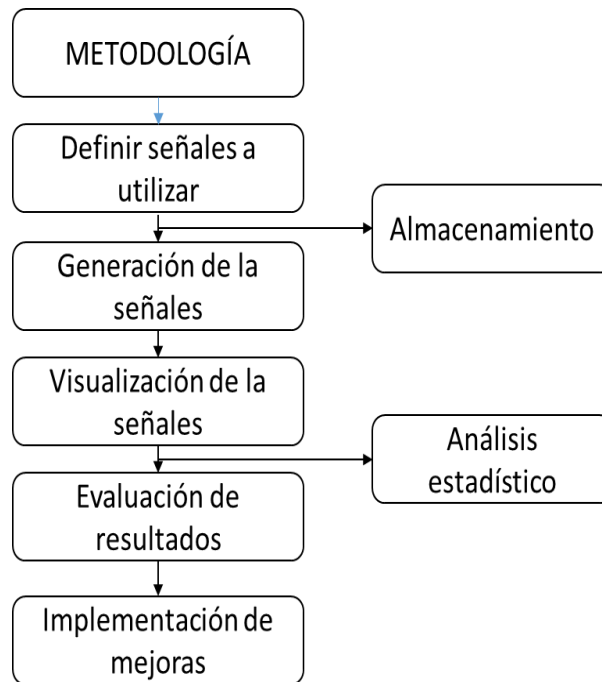 METODOLOGÍA
Definir señales a
utilizar
Almacenamiento
Generación de la
señales
Visualización de la
señales
Análisis
estadístico
Evaluación de
resultados
Implementación de
mejoras